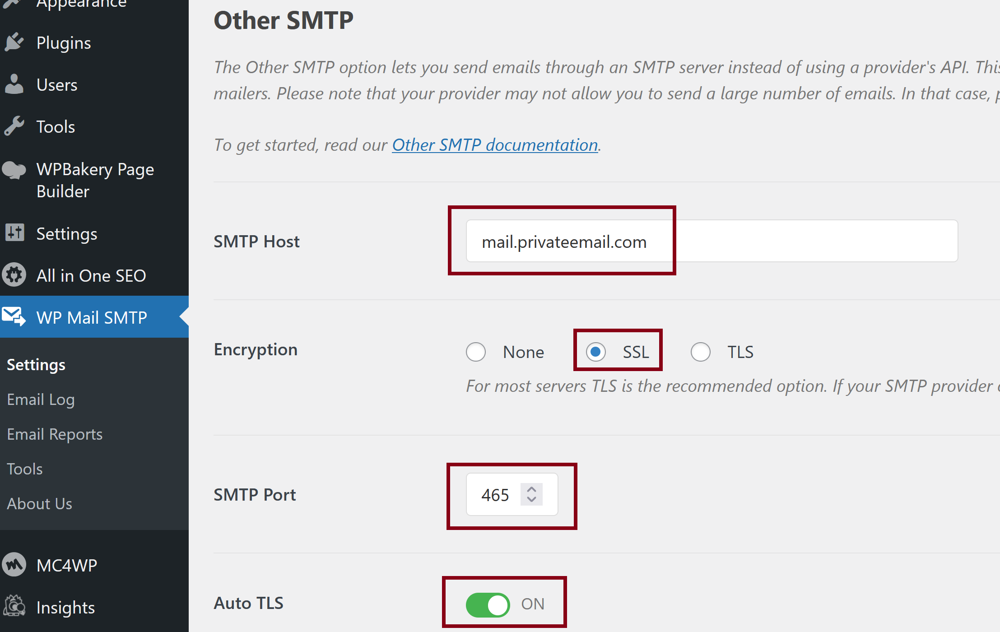 Appearance
Plugins
Users
Tools
WPBakery Page
Builder
Settings
All in One SEO
WP Mail SMTP
Settings
Email Log
Email Reports
Tools
About Us
MC4WP
Insights
Other SMTP
The Other SMTP option lets you send emails through an SMTP server instead of using a provider's API. This
mailers. Please note that your provider may not allow you to send a large number of emails. In that case,
To get started, read our Other SMTP documentation.
SMTP Host
mail.privateemail.com
Encryption
None SSL TLS
For most servers TLS is the recommended option. If your SMTP provider
SMTP Port
465
Auto TLS
ON